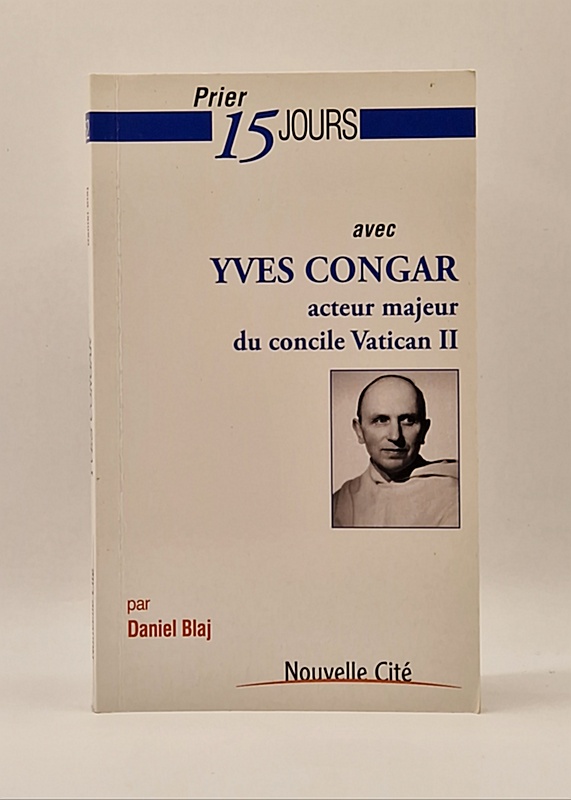 Prier
15 JOURS
avec
YVES CONGAR
acteur majeur
du concile Vatican II
par
Daniel Blaj
Nouvelle Cité